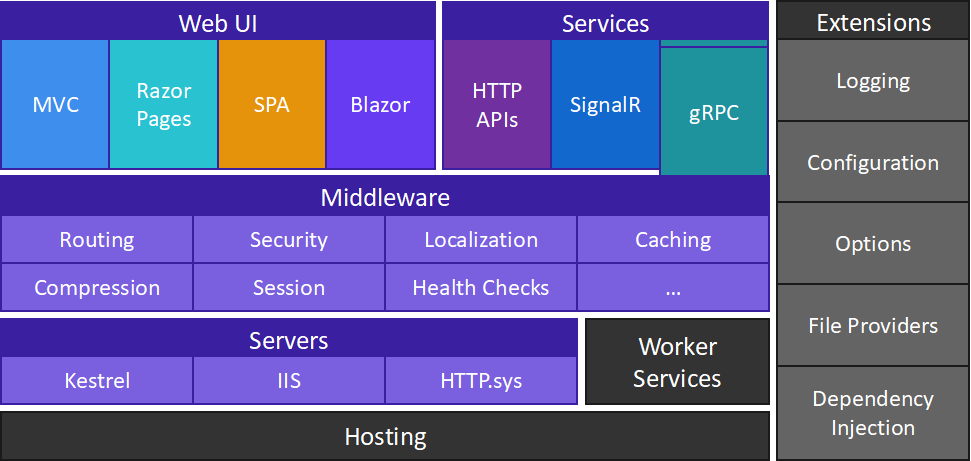 Web UI
Services
Extensions
MVC
Razor
Pages
SPA
Blazor
HTTP
APIs
SignalR
gRPC
Logging
Configuration
Options
File Providers
Dependency
Injection
Middleware
Routing
Security
Localization
Caching
Compression
Session
Health Checks
...
Servers
Kestrel
IIS
HTTP.sys
Worker
Services
Hosting